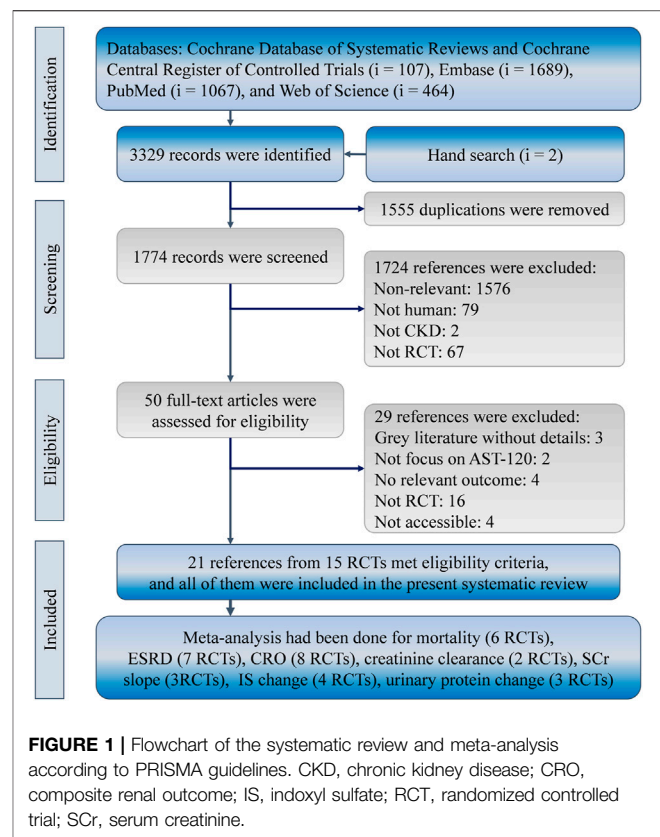 Identification
Databases: Cochrane Database of Systematic Reviews and Cochrane
Central Register of Controlled Trials (i = 107), Embase (i = 1689),
PubMed (i = 1067), and Web of Science (i = 464)
3329 records were identified
Hand search (i = 2)
1555 duplications were removed
Screening
1774 records were screened
1724 references were excluded:
Non-relevant: 1576
Not human: 79
Not CKD: 2
Not RCT: 67
Eligibility
50 full-text articles were
assessed for eligibility
29 references were excluded:
Grey literature without details: 3
Not focus on AST-120: 2
No relevant outcome: 4
Not RCT: 16
Not accessible: 4
Included
21 references from 15 RCTs met eligibility criteria,
and all of them were included in the present systematic review
Meta-analysis had been done for mortality (6 RCTs),
ESRD (7 RCTs), CRO (8 RCTs), creatinine clearance (2 RCTs), SCr
slope (3RCTs), IS change (4 RCTs), urinary protein change (3 RCTs)
FIGURE 1 | Flowchart of the systematic review and meta-analysis
according to PRISMA guidelines. CKD, chronic kidney disease; CRO,
composite renal outcome; IS, indoxyl sulfate; RCT, randomized controlled
trial; SCr, serum creatinine.